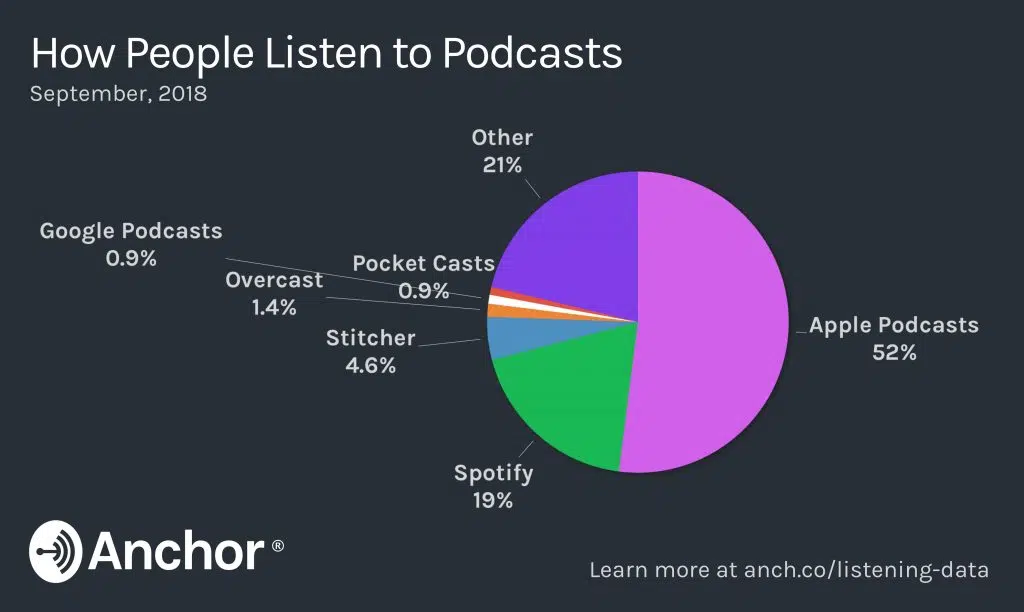 How People Listen to Podcasts
September, 2018
Other
21%
Google Podcasts
0.9%
Pocket Casts
0.9%
Overcast
1.4%
Stitcher
4.6%
Apple Podcasts
52%
Spotify
19%
Anchor ®
Learn more at anch.co/listening-data